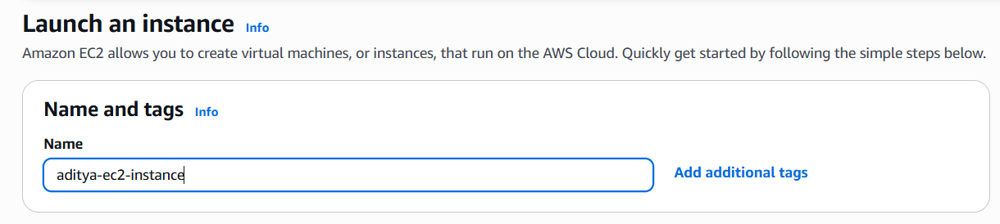 Launch an instance Info
Amazon EC2 allows you to create virtual machines, or instances, that run on the AWS Cloud. Quickly get started by following the simple steps below.
Name and tags Info
Name
aditya-ec2-instance Add additional tags